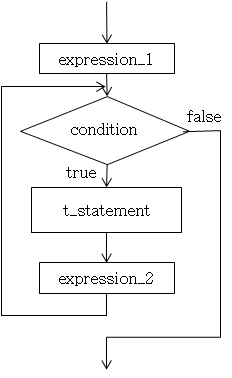 expression_1
condition
false
true
t_statement
expression_2